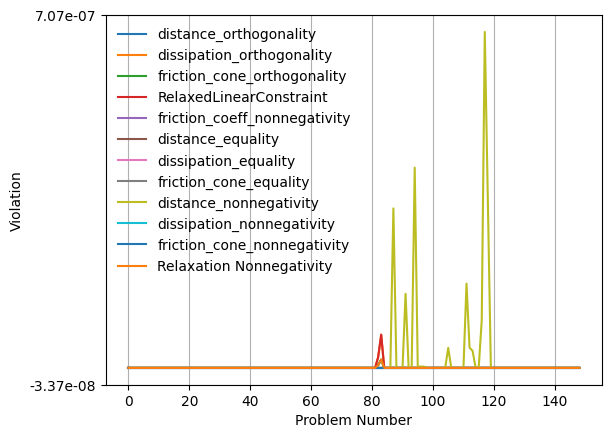 7.07e-07
distance_orthogonality
dissipation_orthogonality
friction_cone_orthogonality
RelaxedLinearConstraint
friction_coeff_nonnegativity
distance_equality
dissipation_equality
friction_cone_equality
distance_nonnegativity
dissipation_nonnegativity
friction_cone_nonnegativity
Relaxation Nonnegativity
Violation
-3.37e-08
0 20 40 60 80 100 120 140
Problem Number